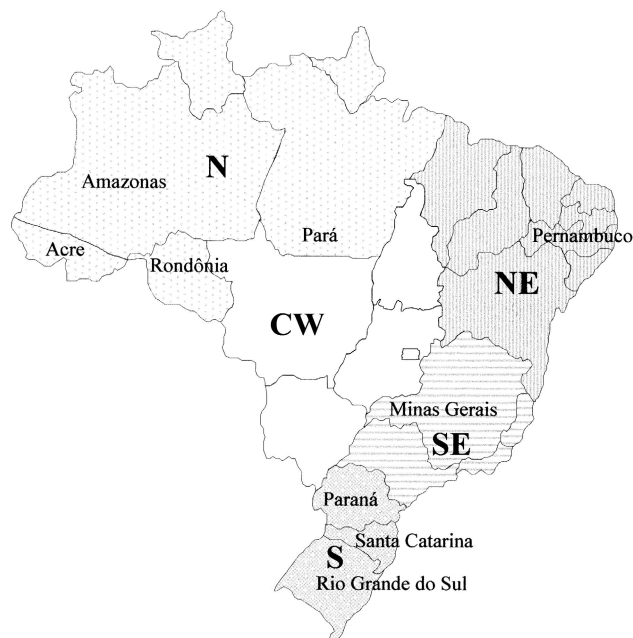 N
Amazonas
Pará
Acre
Rondônia
Pernambuco
NE
CW
Minas Gerais
SE
Paraná
Santa Catarina
S
Rio Grande do Sul